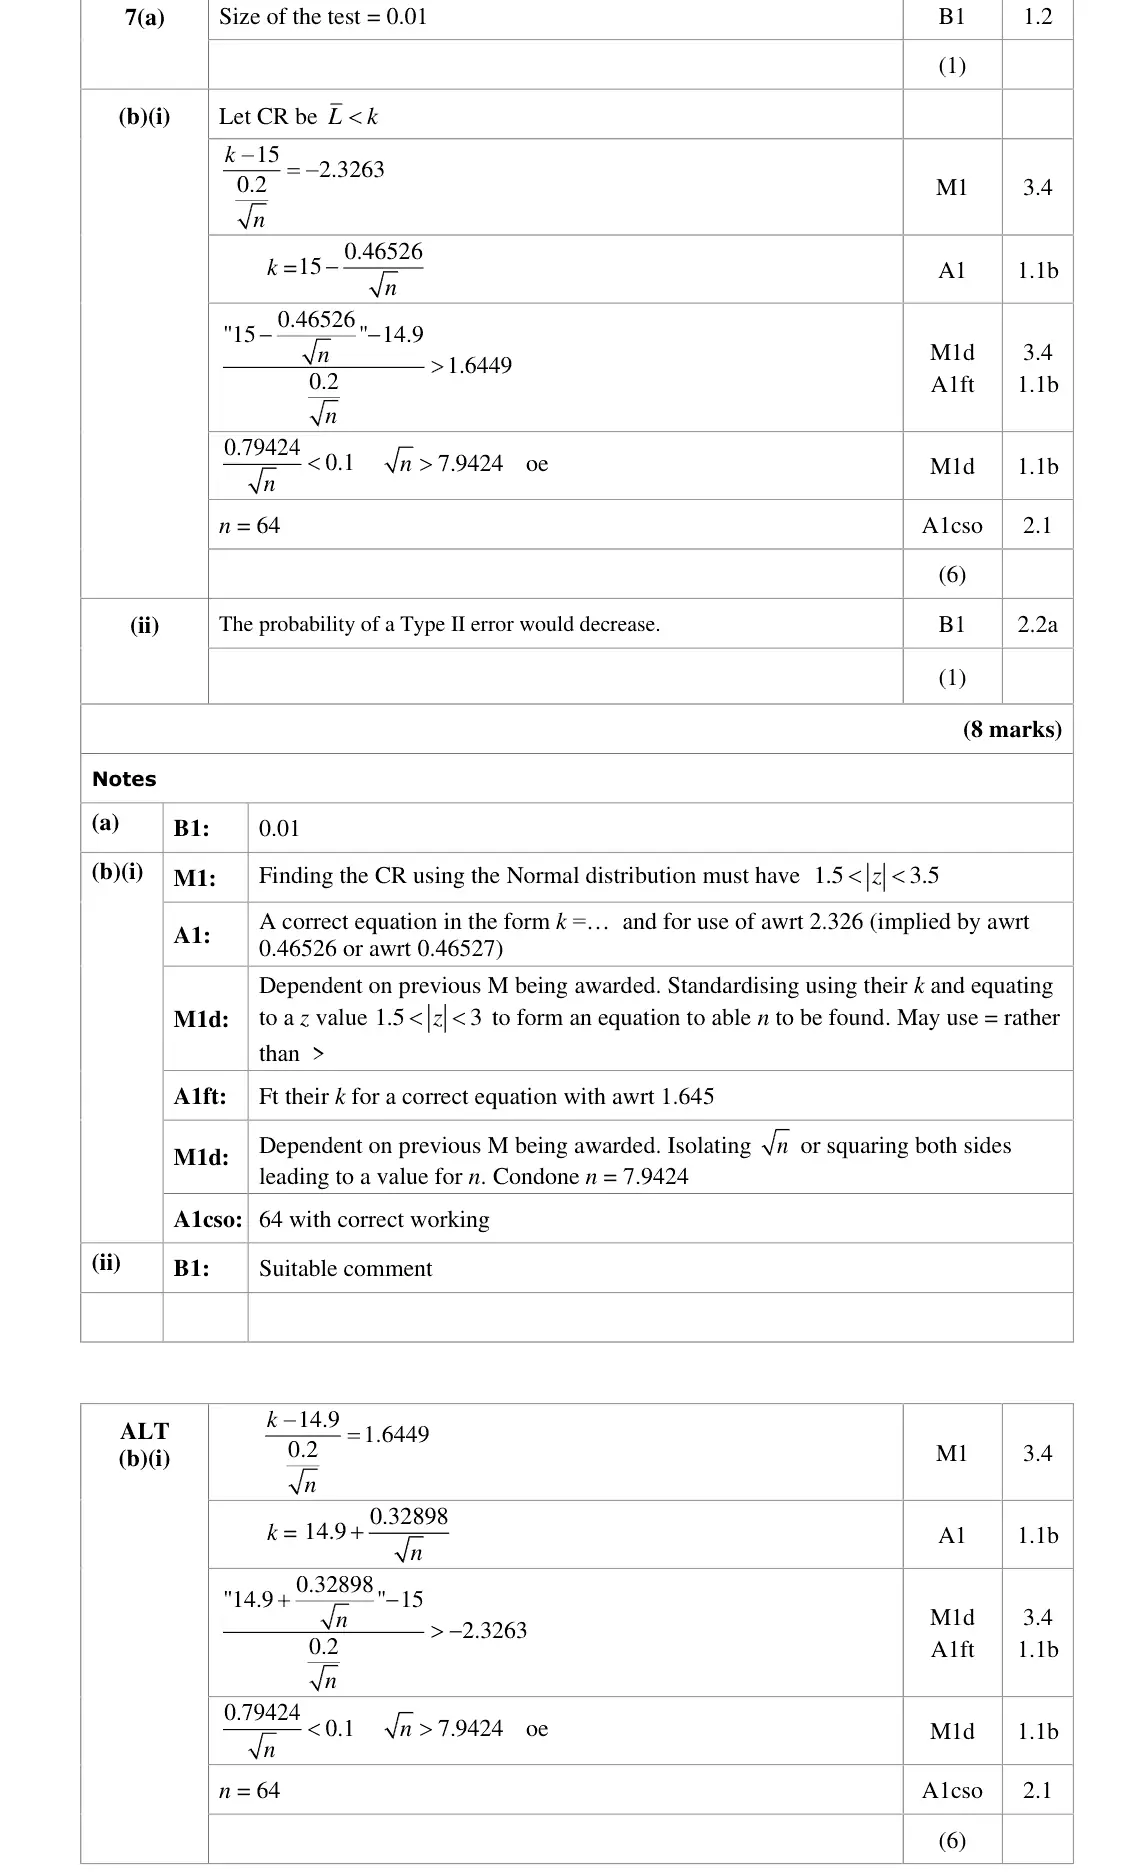 7(a) Size of the test = 0.01 B1 1.2
(1)
(b)(i) Let CR be L̅ < k
(k – 15)/(0.2/√n) = –2.3263 M1 3.4
k = 15 – 0.46526/√n A1 1.1b
("15 – 0.46526/√n" – 14.9)/(0.2/√n) > 1.6449 M1d 3.4
A1ft 1.1b
0.79424/√n < 0.1 √n > 7.9424 oe M1d 1.1b
n = 64 A1cso 2.1
(6)
(ii) The probability of a Type II error would decrease. B1 2.2a
(1)
(8 marks)
Notes
(a) B1: 0.01
(b)(i) M1: Finding the CR using the Normal distribution must have 1.5 < |z| < 3.5
A1: A correct equation in the form k =… and for use of awrt 2.326 (implied by awrt
0.46526 or awrt 0.46527)
M1d: Dependent on previous M being awarded. Standardising using their k and equating
to a z value 1.5 < |z| < 3 to form an equation to able n to be found. May use = rather
than >
A1ft: Ft their k for a correct equation with awrt 1.645
M1d: Dependent on previous M being awarded. Isolating √n or squaring both sides
leading to a value for n. Condone n = 7.9424
A1cso: 64 with correct working
(ii) B1: Suitable comment
ALT
(b)(i) (k – 14.9)/(0.2/√n) = 1.6449 M1 3.4
k = 14.9 + 0.32898/√n A1 1.1b
("14.9 + 0.32898/√n" – 15)/(0.2/√n) > –2.3263 M1d 3.4
A1ft 1.1b
0.79424/√n < 0.1 √n > 7.9424 oe M1d 1.1b
n = 64 A1cso 2.1
(6)